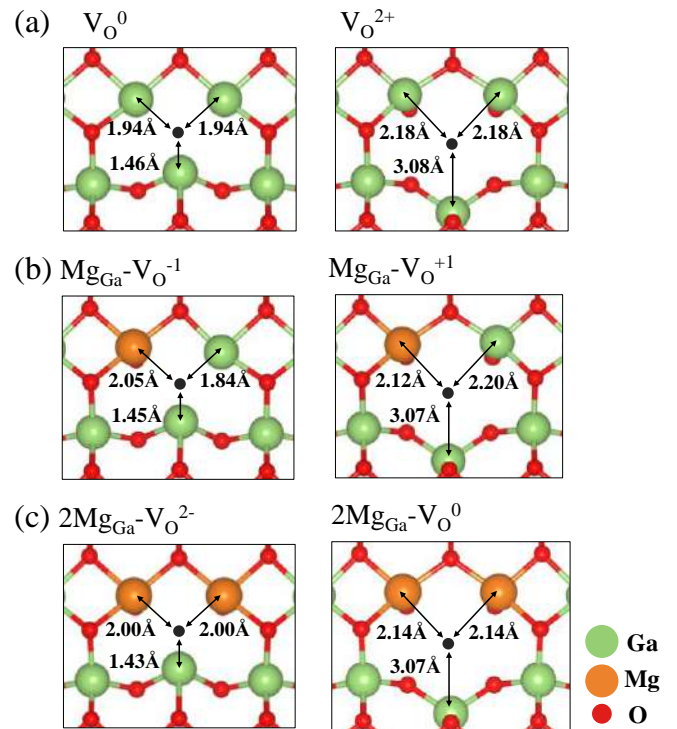 (a) V_O^0 V_O^2+
1.94Å 1.94Å
1.46Å
2.18Å 2.18Å
3.08Å
(b) Mg_Ga-V_O^-1 Mg_Ga-V_O^+1
2.05Å 1.84Å
1.45Å
2.12Å 2.20Å
3.07Å
(c) 2Mg_Ga-V_O^2- 2Mg_Ga-V_O^0
2.00Å 2.00Å
1.43Å
2.14Å 2.14Å
3.07Å
Ga
Mg
O